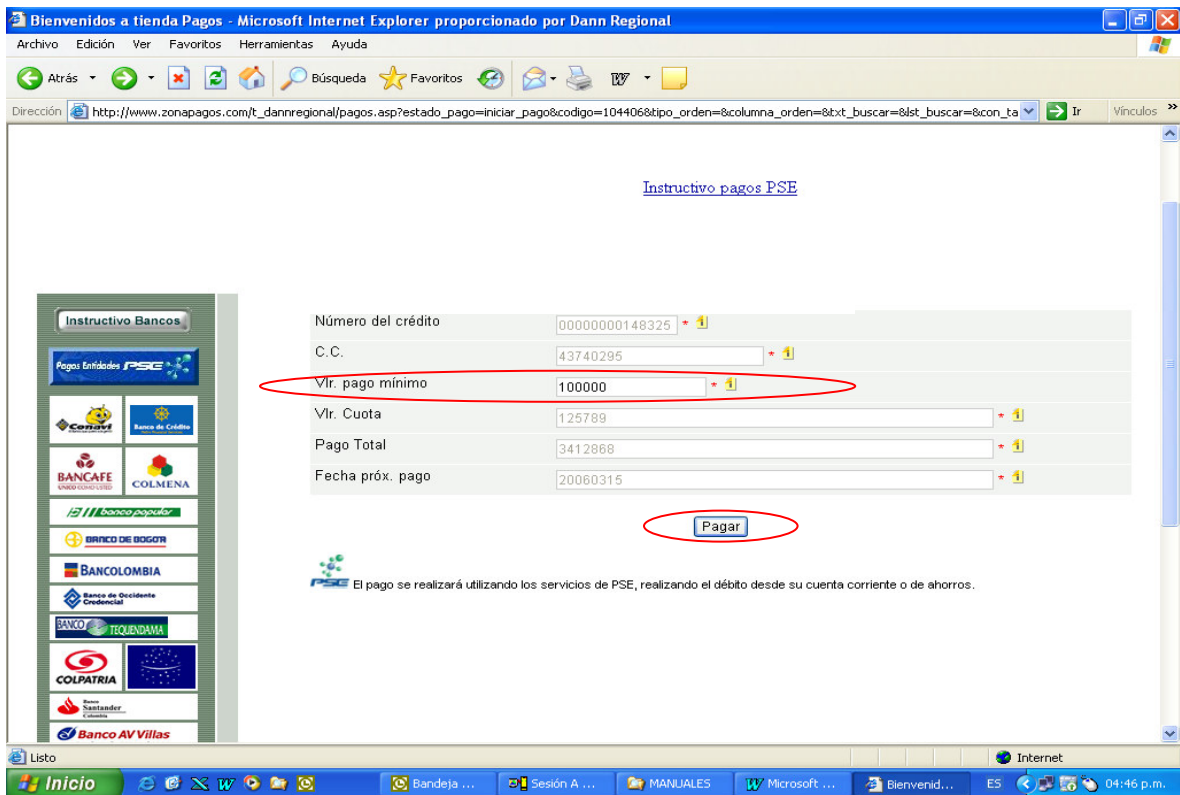 Bienvenidos a tienda Pagos - Microsoft Internet Explorer proporcionado por Dann Regional
Archivo Edición Ver Favoritos Herramientas Ayuda
Atrás Búsqueda Favoritos
Dirección http://www.zonapagos.com/t_dannregional/pagos.asp?estado_pago=iniciar_pago&codigo=104406&tipo_orden=&columna_orden=&txt_buscar=&lst_buscar=&con_ta Ir Vínculos »
Instructivo pagos PSE
Instructivo Bancos
Pagos Entidades PSE
Conavi Banco de Crédito
BANCAFE COLMENA
banco popular
BANCO DE BOGOTA
BANCOLOMBIA
Banco de Occidente
Credencial
BANCO TEQUENDAMA
COLPATRIA
Banco
Santander
Colombia
Banco AV Villas
Número del crédito 00000000148325 *
C.C. 43740295 *
Vlr. pago mínimo 100000 *
Vlr. Cuota 125789 *
Pago Total 3412868 *
Fecha próx. pago 20060315 *
Pagar
PSE El pago se realizará utilizando los servicios de PSE, realizando el débito desde su cuenta corriente o de ahorros.
Listo Internet
Inicio Bandeja ... Sesión A ... MANUALES Microsoft ... Bienvenid... ES 04:46 p.m.